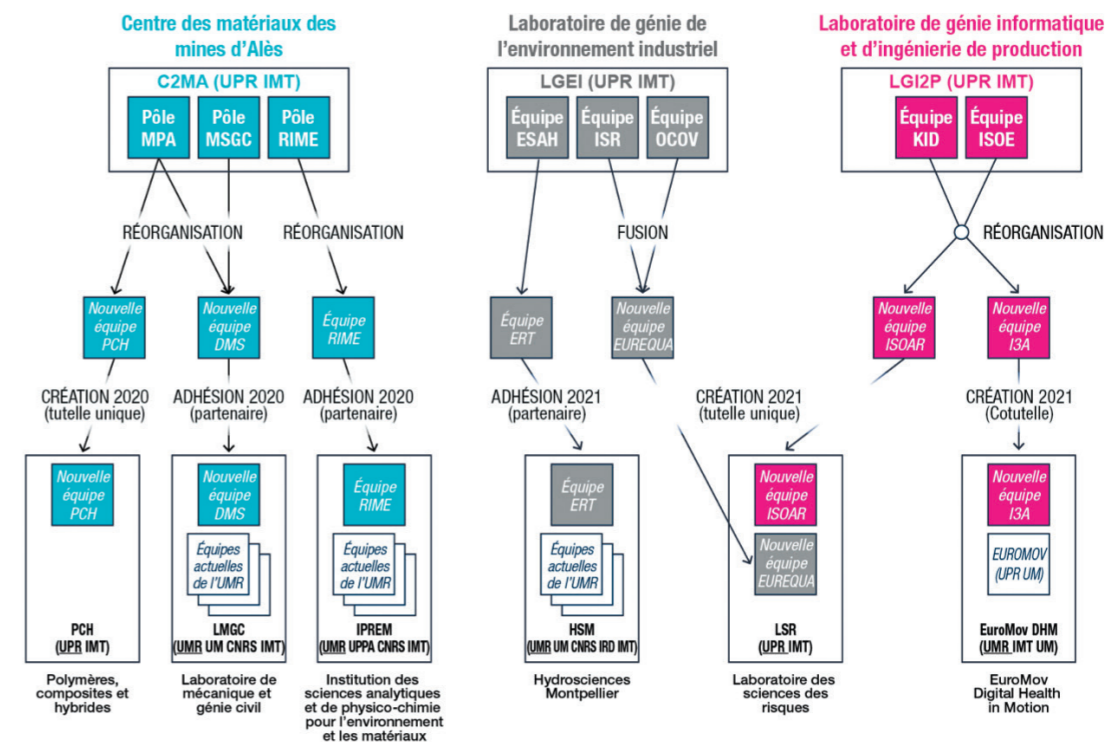 Centre des matériaux des
mines d'Alès
C2MA (UPR IMT)
Pôle
MPA
Pôle
MSGC
Pôle
RIME
Laboratoire de génie de
l'environnement industriel
LGEI (UPR IMT)
Équipe
ESAH
Équipe
ISR
Équipe
OCOV
Laboratoire de génie informatique
et d'ingénierie de production
LGI2P (UPR IMT)
Équipe
KID
Équipe
ISOE
RÉORGANISATION
RÉORGANISATION
FUSION
RÉORGANISATION
Nouvelle
équipe
PCH
Nouvelle
équipe
DMS
Équipe
RIME
Équipe
ERT
Nouvelle
équipe
EUREQUA
Nouvelle
équipe
ISOAR
Nouvelle
équipe
I3A
CRÉATION 2020
(tutelle unique)
ADHÉSION 2020
(partenaire)
ADHÉSION 2020
(partenaire)
ADHÉSION 2021
(partenaire)
CRÉATION 2021
(tutelle unique)
CRÉATION 2021
(Cotutelle)
Nouvelle
équipe
PCH
PCH
(UPR IMT)
Polymères,
composites et
hybrides
Nouvelle
équipe
DMS
Équipes
actuelles
de l'UMR
LMGC
(UMR UM CNRS IMT)
Laboratoire de
mécanique et
génie civil
Équipe
RIME
Équipes
actuelles
de l'UMR
IPREM
(UMR UPPA CNRS IMT)
Institution des
sciences analytiques
et de physico-chimie
pour l'environnement
et les matériaux
Équipe
ERT
Équipes
actuelles
de l'UMR
HSM
(UMR UM CNRS IRD IMT)
Hydrosciences
Montpellier
Nouvelle
équipe
ISOAR
Nouvelle
équipe
EUREQUA
LSR
(UPR IMT)
Laboratoire des
sciences des
risques
Nouvelle
équipe
I3A
EUROMOV
(UPR UM)
EuroMov DHM
(UMR IMT UM)
EuroMov
Digital Health
in Motion